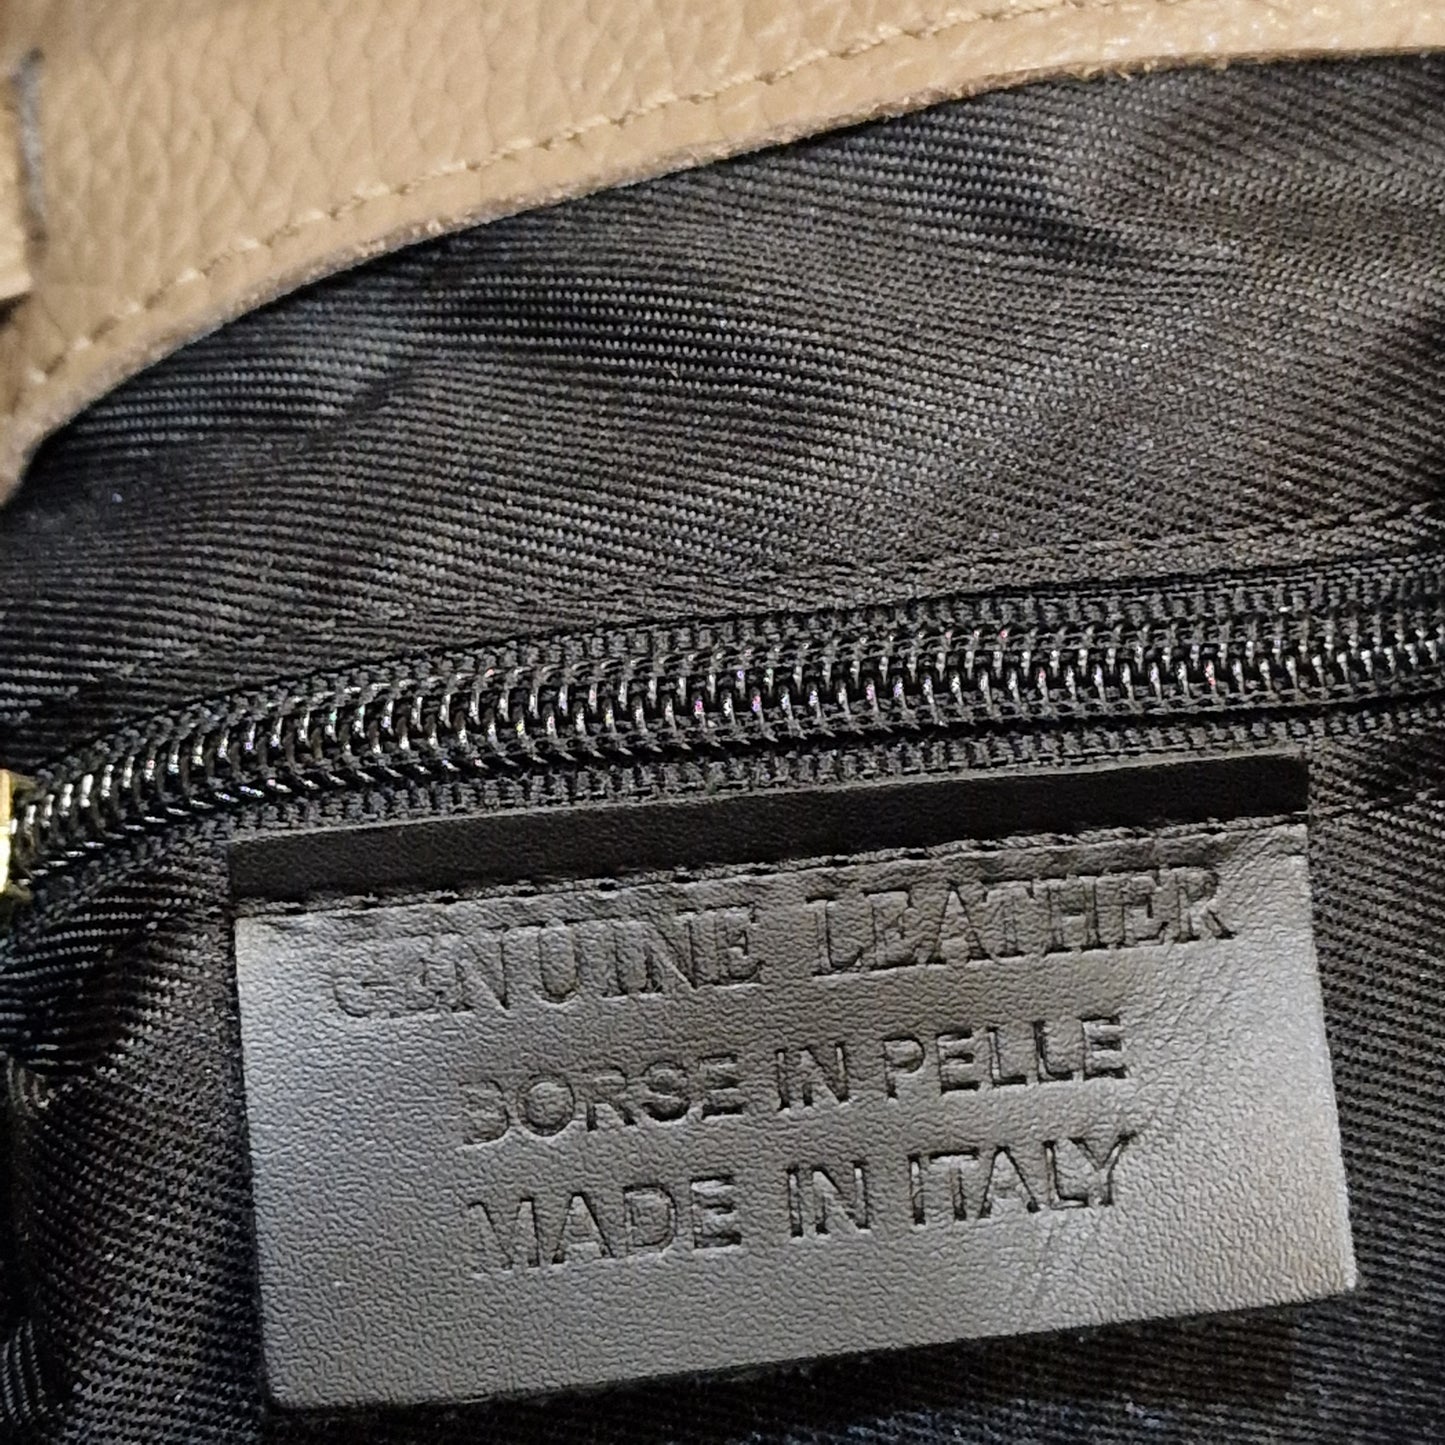 GENUINE LEATHER
BORSE IN PELLE
MADE IN ITALY